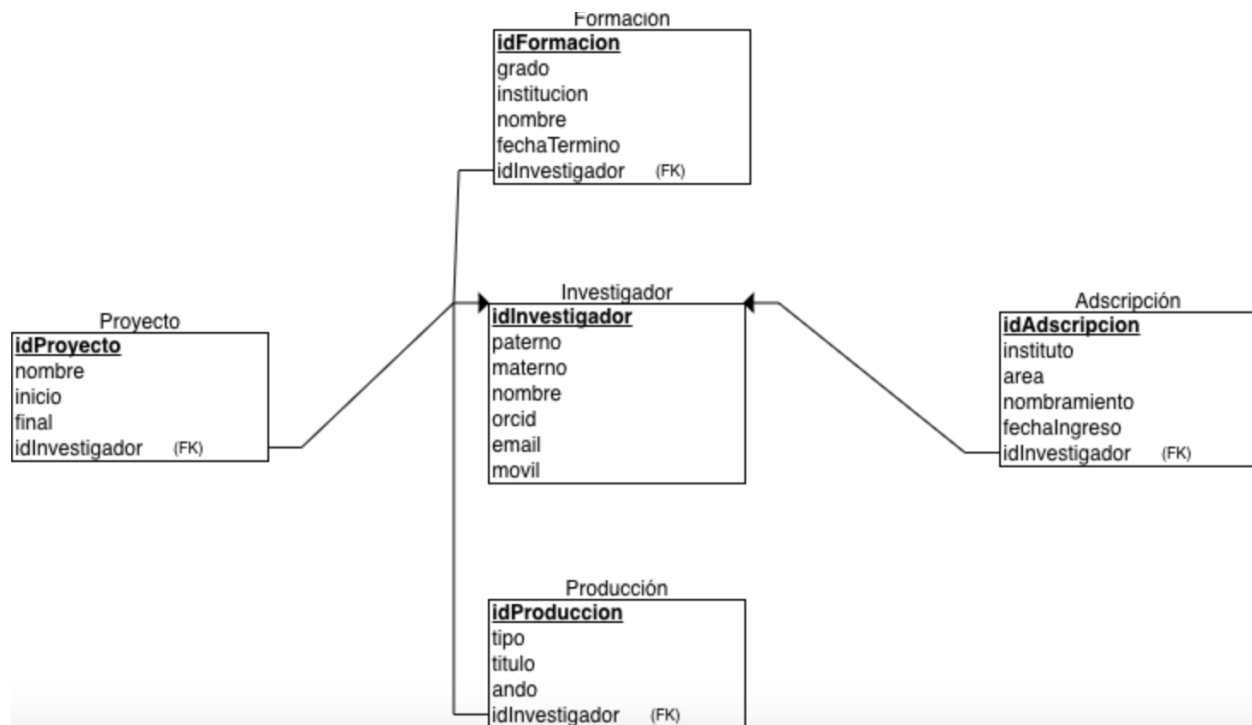 Formación
idFormacion
grado
institucion
nombre
fechaTermino
idInvestigador (FK)
Proyecto
idProyecto
nombre
inicio
final
idInvestigador (FK)
Investigador
idInvestigador
paterno
materno
nombre
orcid
email
movil
Adscripción
idAdscripcion
instituto
area
nombramiento
fechaIngreso
idInvestigador (FK)
Producción
idProduccion
tipo
titulo
ando
idInvestigador (FK)